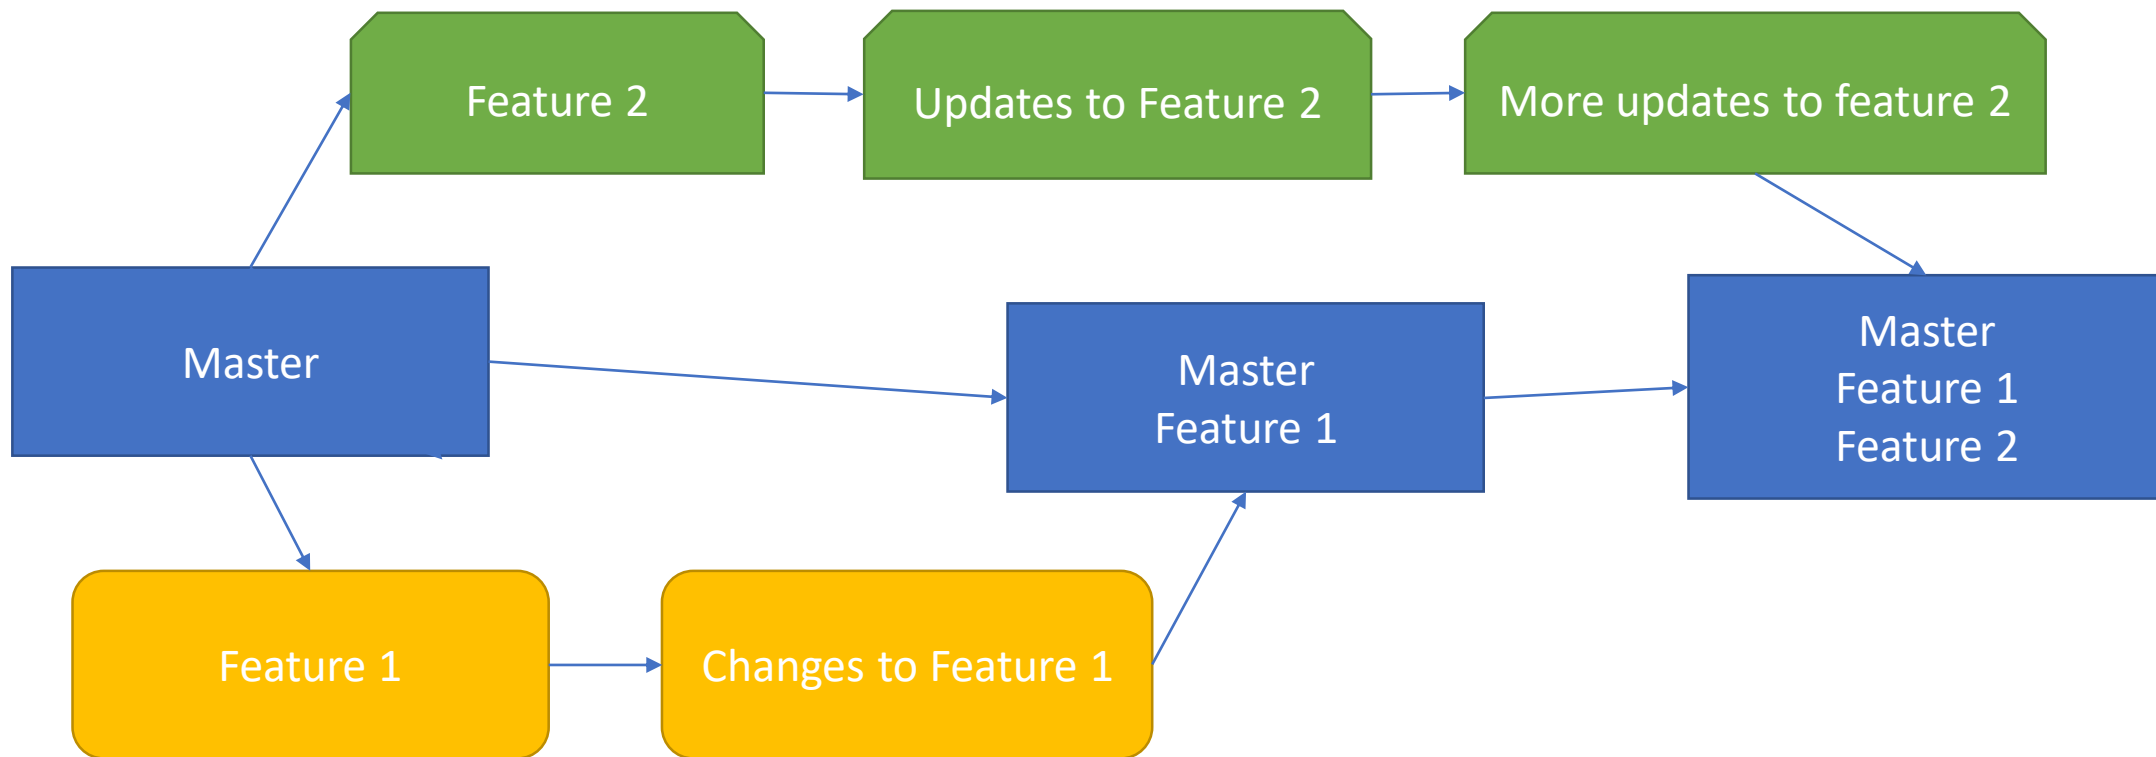 Feature 2
Updates to Feature 2
More updates to feature 2
Master
Master
Feature 1
Master
Feature 1
Feature 2
Feature 1
Changes to Feature 1